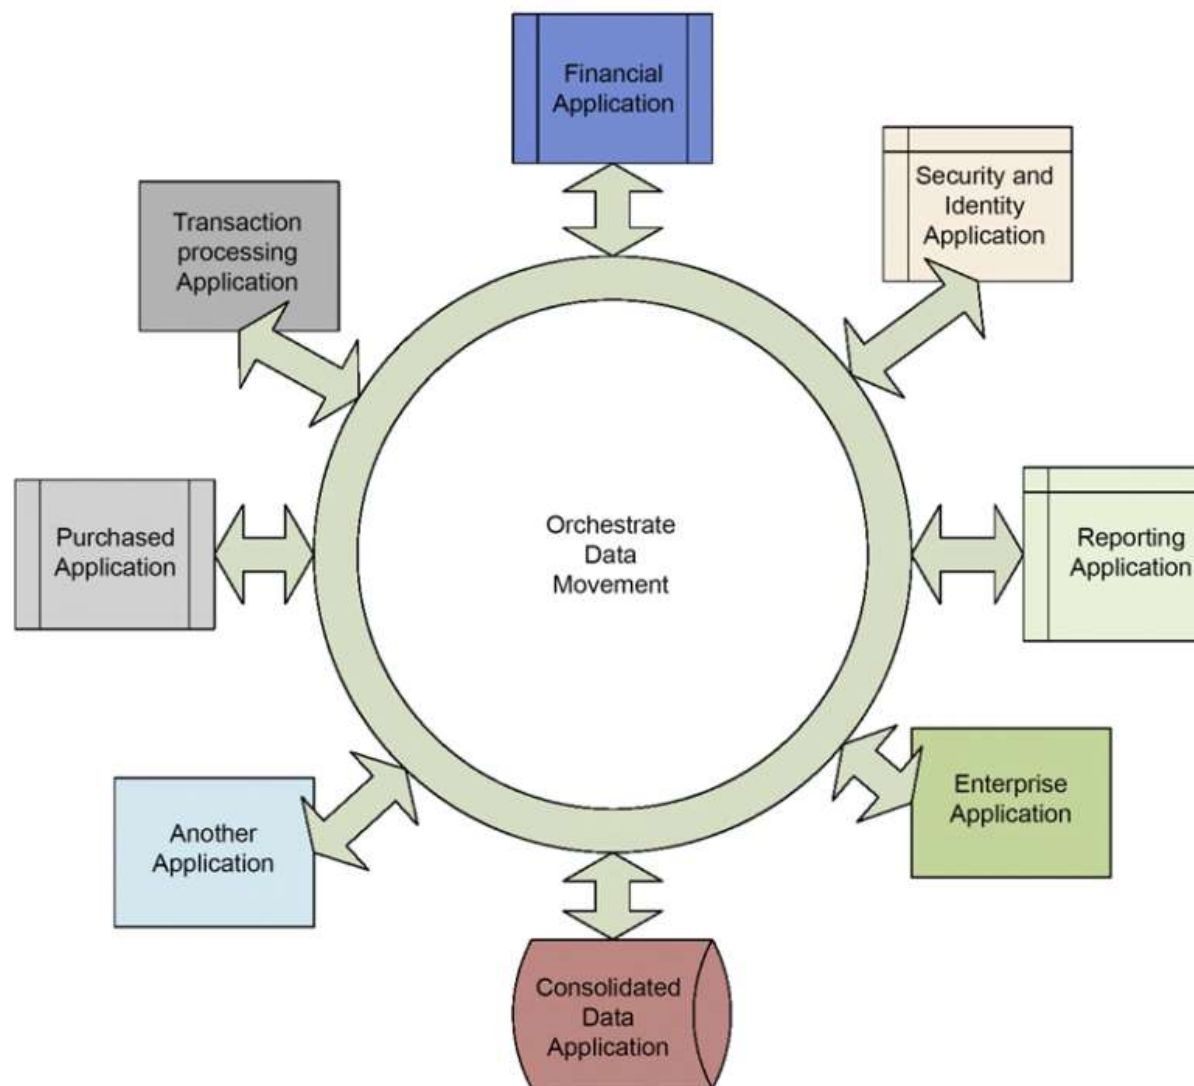 Financial
Application
Security and
Identity
Application
Transaction
processing
Application
Purchased
Application
Orchestrate
Data
Movement
Reporting
Application
Another
Application
Enterprise
Application
Consolidated
Data
Application